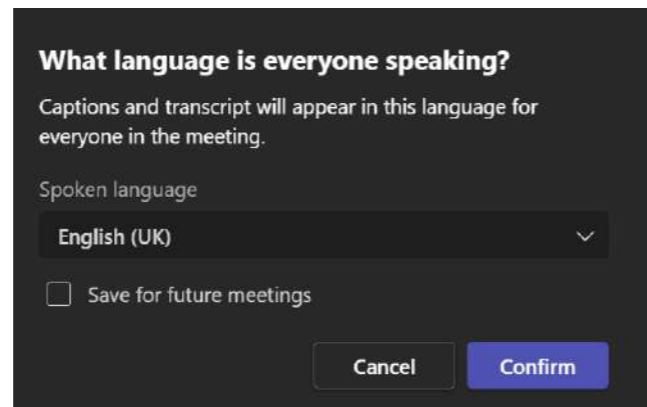 What language is everyone speaking?
Captions and transcript will appear in this language for
everyone in the meeting.
Spoken language
English (UK)
Save for future meetings
Cancel Confirm